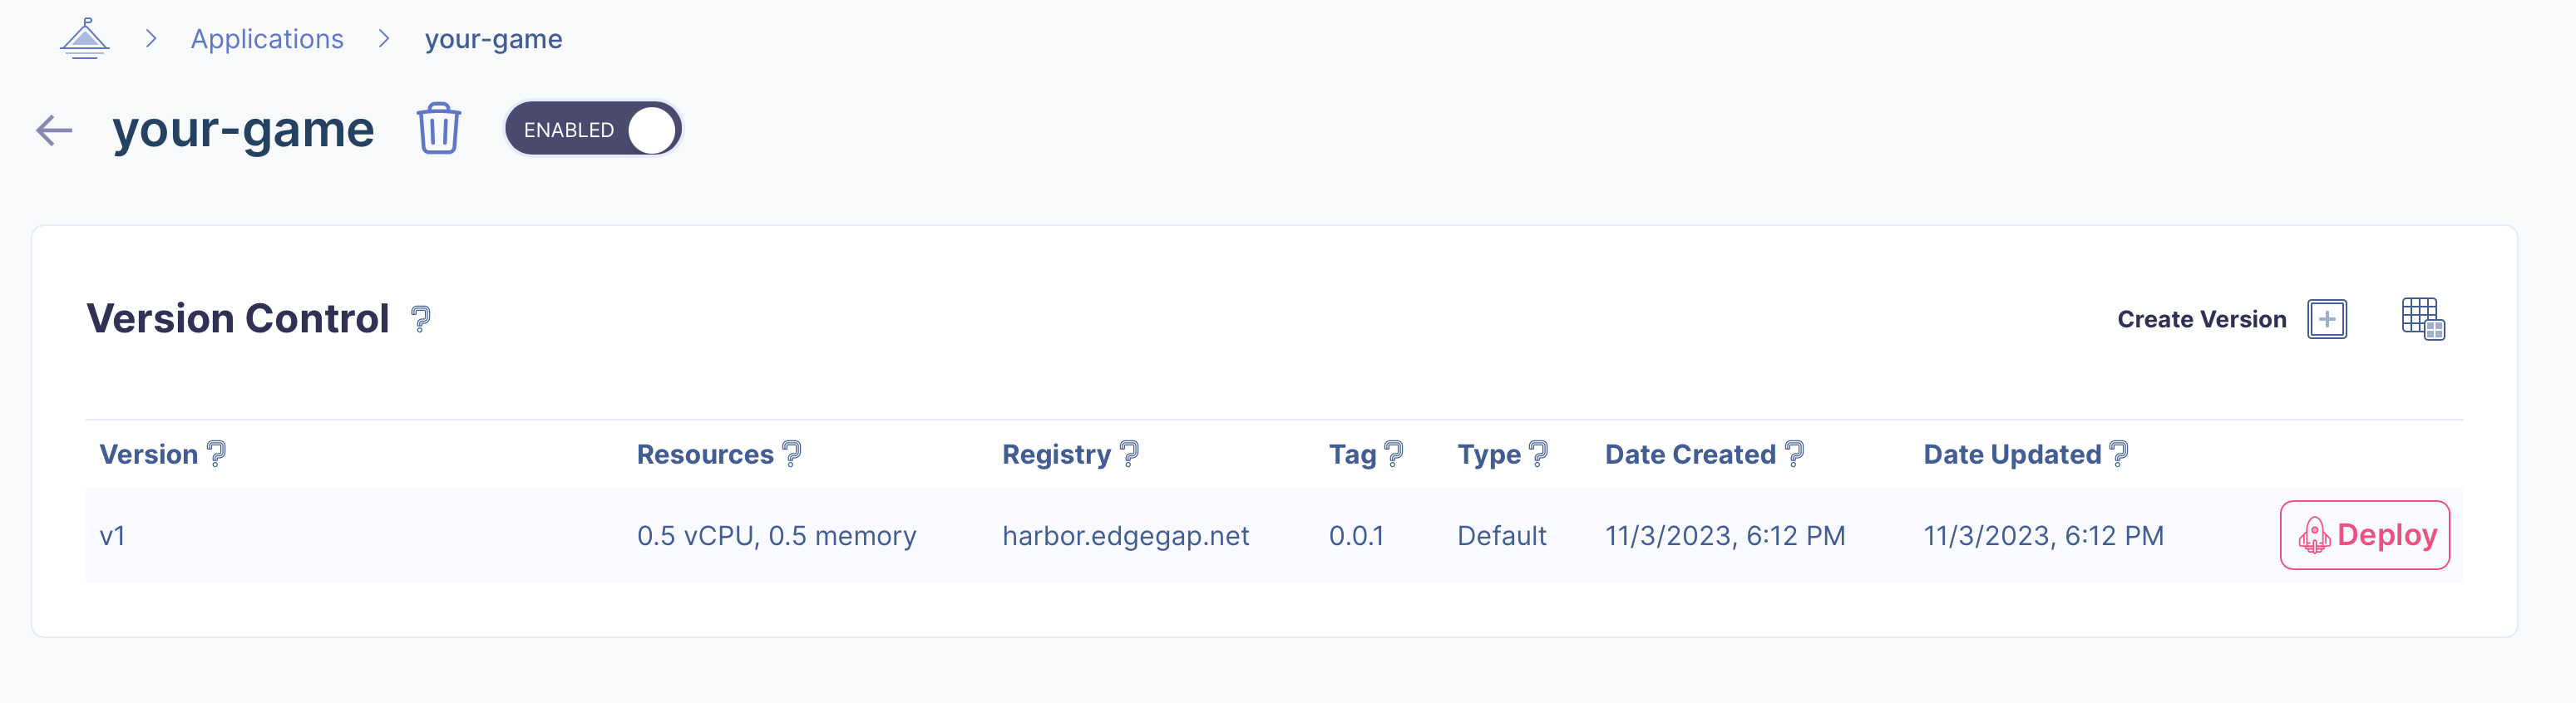 Applications your-game
your-game ENABLED
Version Control Create Version
Version Resources Registry Tag Type Date Created Date Updated
v1 0.5 vCPU, 0.5 memory harbor.edgegap.net 0.0.1 Default 11/3/2023, 6:12 PM 11/3/2023, 6:12 PM Deploy